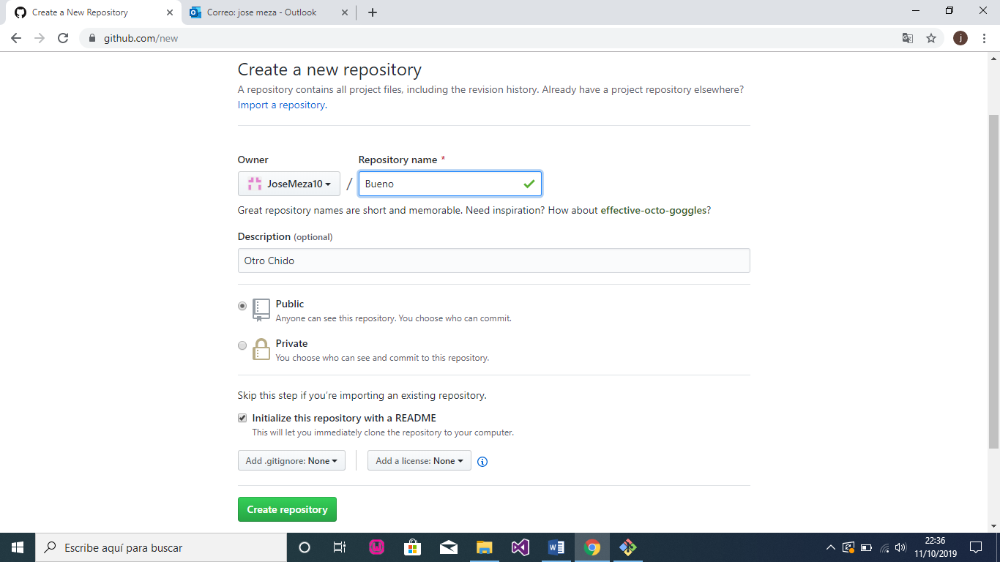 Create a New Repository
Correo: jose meza - Outlook
github.com/new
j
Create a new repository
A repository contains all project files, including the revision history. Already have a project repository elsewhere?
Import a repository.
Owner
Repository name *
JoseMeza10
/
Bueno
Great repository names are short and memorable. Need inspiration? How about effective-octo-goggles?
Description (optional)
Otro Chido
Public
Anyone can see this repository. You choose who can commit.
Private
You choose who can see and commit to this repository.
Skip this step if you're importing an existing repository.
Initialize this repository with a README
This will let you immediately clone the repository to your computer.
Add .gitignore: None
Add a license: None
Create repository
Escribe aquí para buscar
22:36
11/10/2019